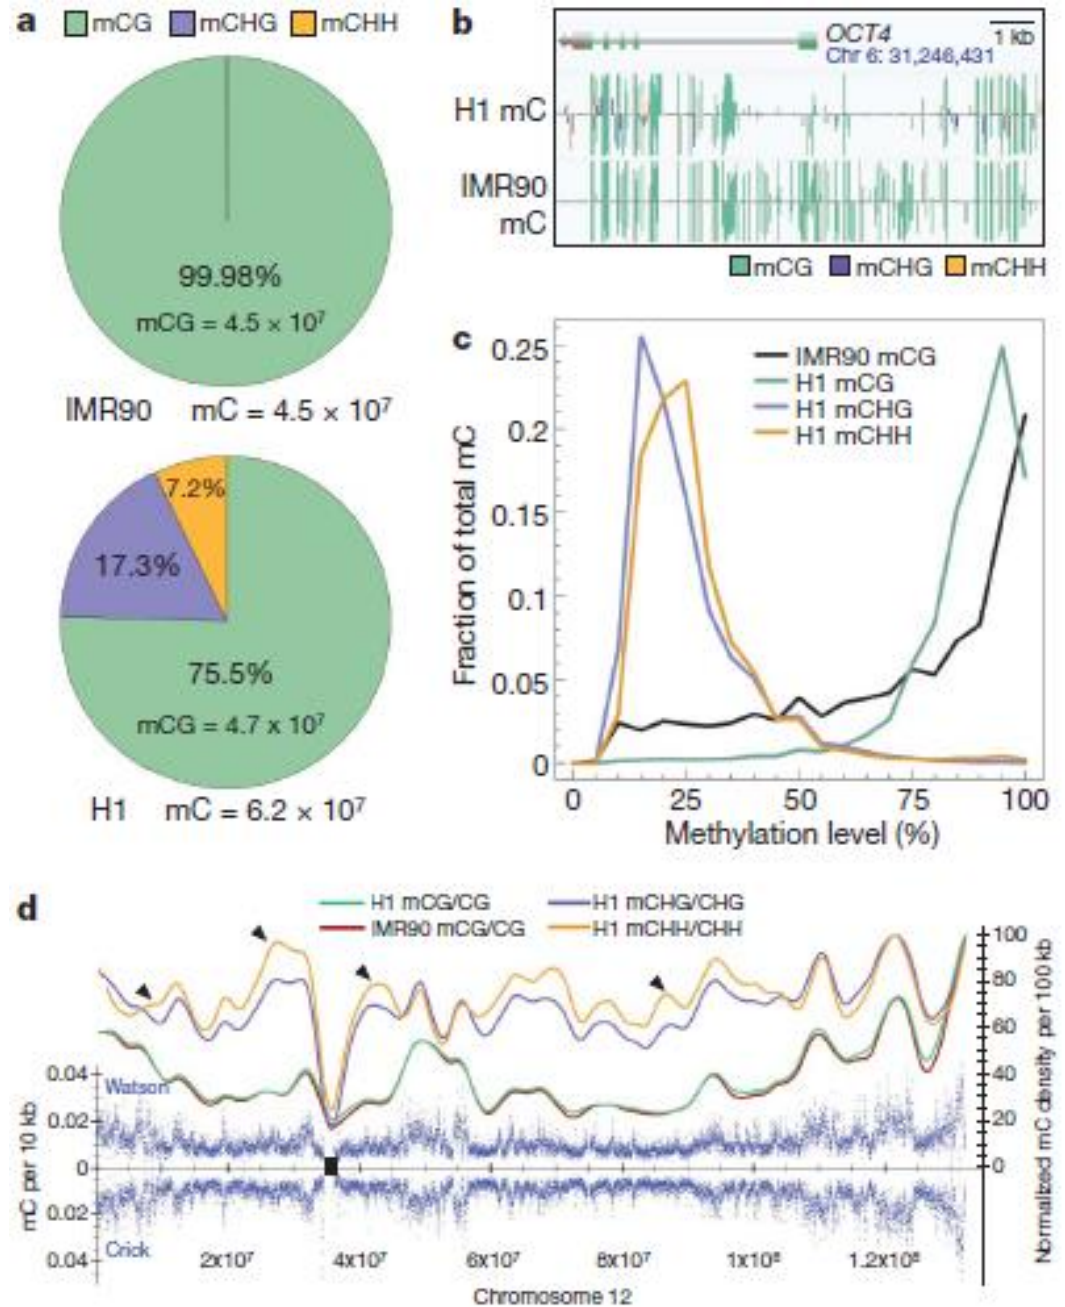 a
mCG mCHG mCHH
99.98%
mCG = 4.5 × 10⁷
IMR90 mC = 4.5 × 10⁷
7.2%
17.3%
75.5%
mCG = 4.7 x 10⁷
H1 mC = 6.2 × 10⁷
b
OCT4
1 kb
Chr 6: 31,246,431
H1 mC
IMR90
mC
mCG mCHG mCHH
c
IMR90 mCG
H1 mCG
H1 mCHG
H1 mCHH
Fraction of total mC
0.25
0.2
0.15
0.1
0.05
0
0 25 50 75 100
Methylation level (%)
d
H1 mCG/CG H1 mCHG/CHG
IMR90 mCG/CG H1 mCHH/CHH
mC per 10 kb
0.04
0.02
0
0.02
0.04
Watson
Crick
100
80
60
40
20
0
Normalized mC density per 100 kb
2x10⁷ 4x10⁷ 6x10⁷ 8x10⁷ 1x10⁸ 1.2x10⁸
Chromosome 12